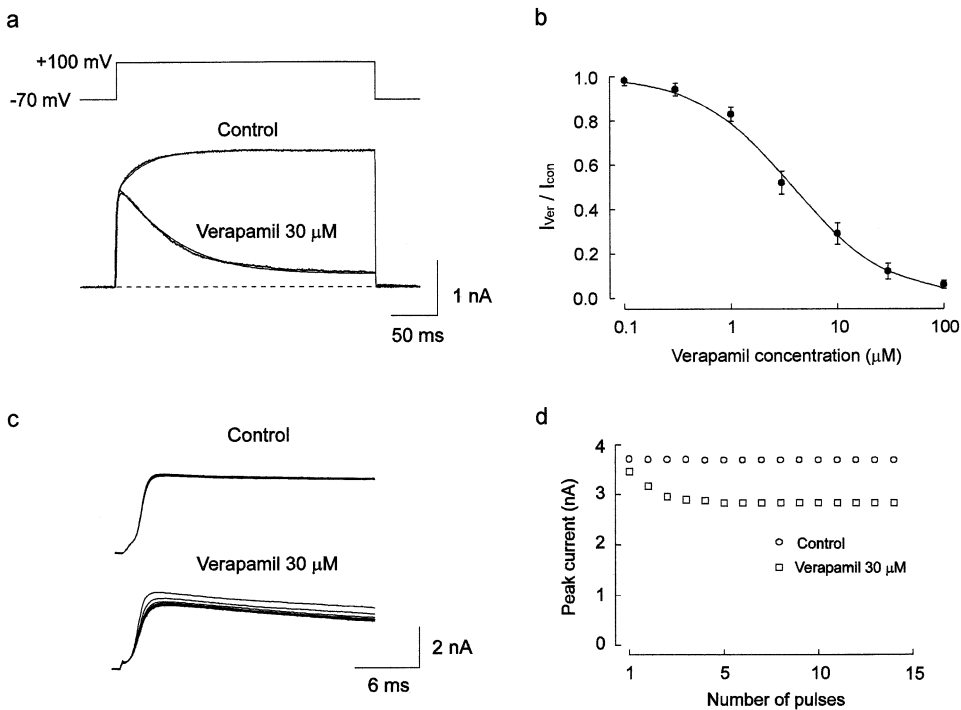 a
+100 mV
-70 mV
Control
Verapamil 30 μM
1 nA
50 ms
b
1.0
0.8
0.6
0.4
0.2
0.0
IVer / Icon
0.1
1
10
100
Verapamil concentration (μM)
c
Control
Verapamil 30 μM
2 nA
6 ms
d
4
3
2
1
0
Peak current (nA)
Control
Verapamil 30 μM
1
5
10
15
Number of pulses